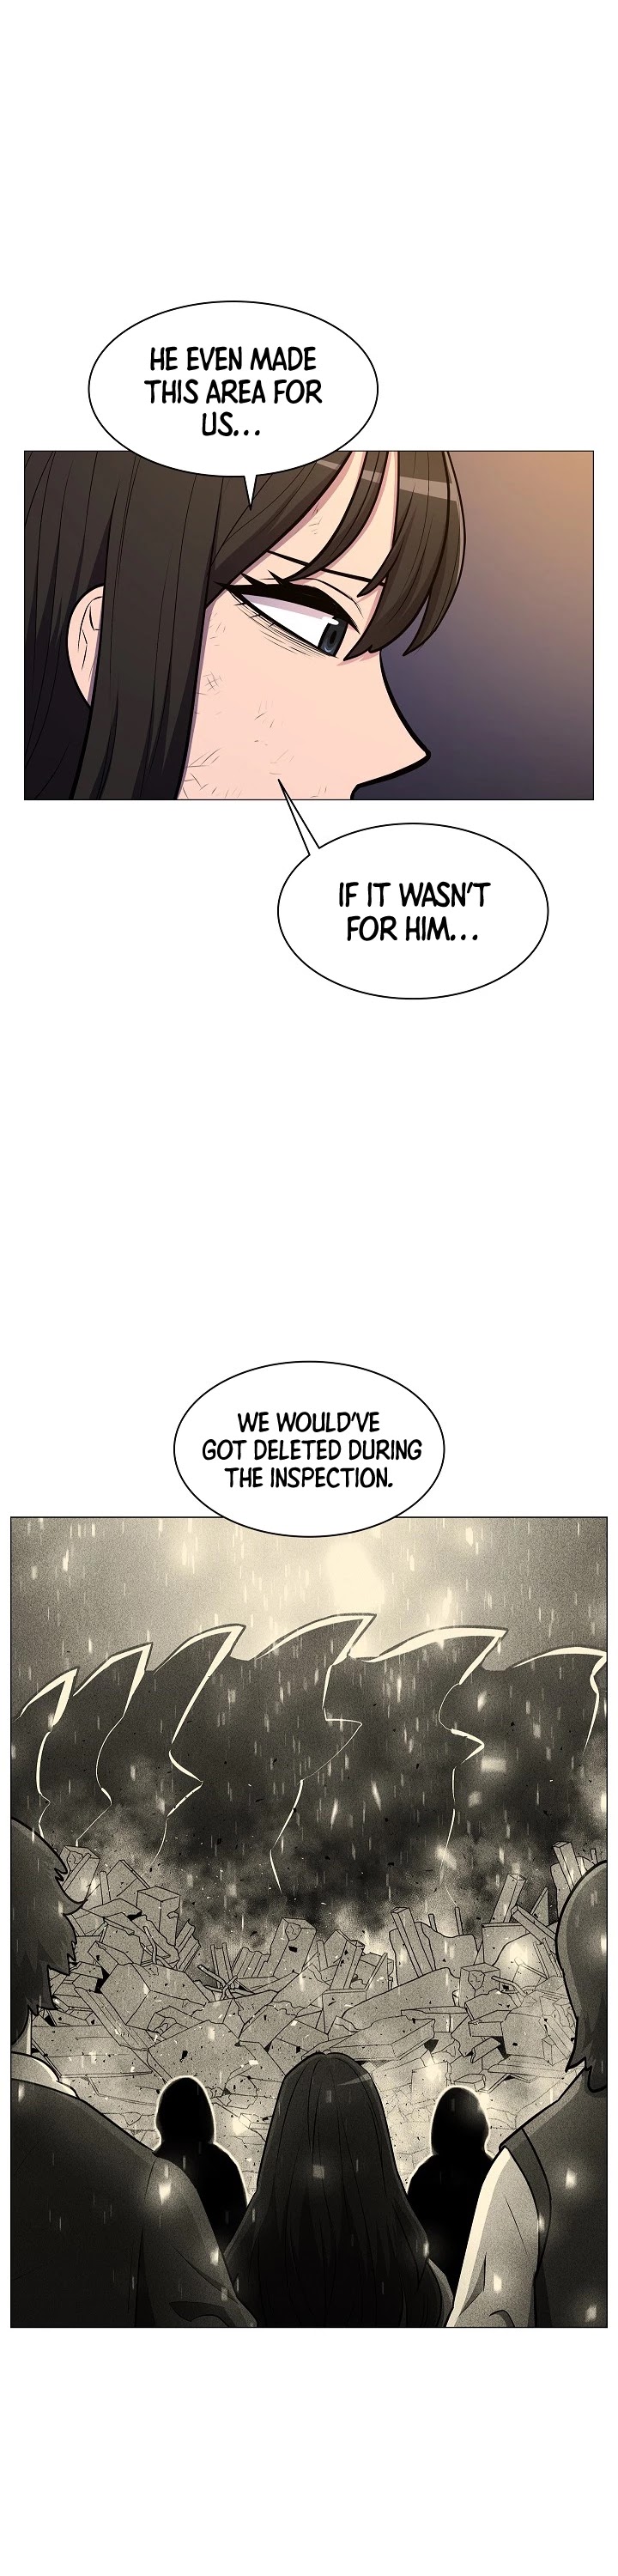 HE EVEN MADE
THIS AREA FOR
US...
IF IT WASN'T
FOR HIM...
WE WOULD'VE
GOT DELETED DURING
THE INSPECTION.